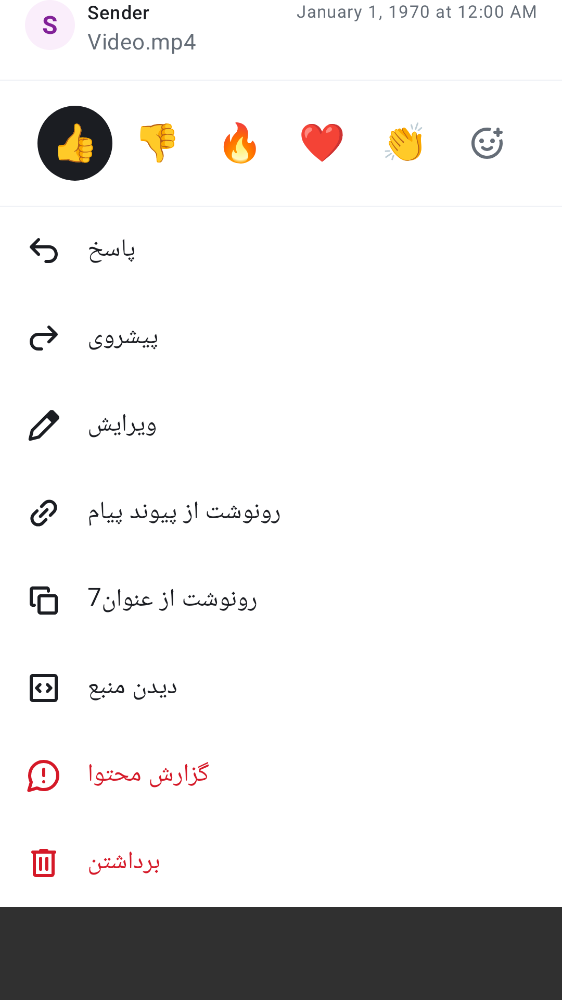 S
Sender
January 1, 1970 at 12:00 AM
Video.mp4
پاسخ
پیشروی
ویرایش
رونوشت از پیوند پیام
رونوشت از عنوان7
دیدن منبع
گزارش محتوا
برداشتن